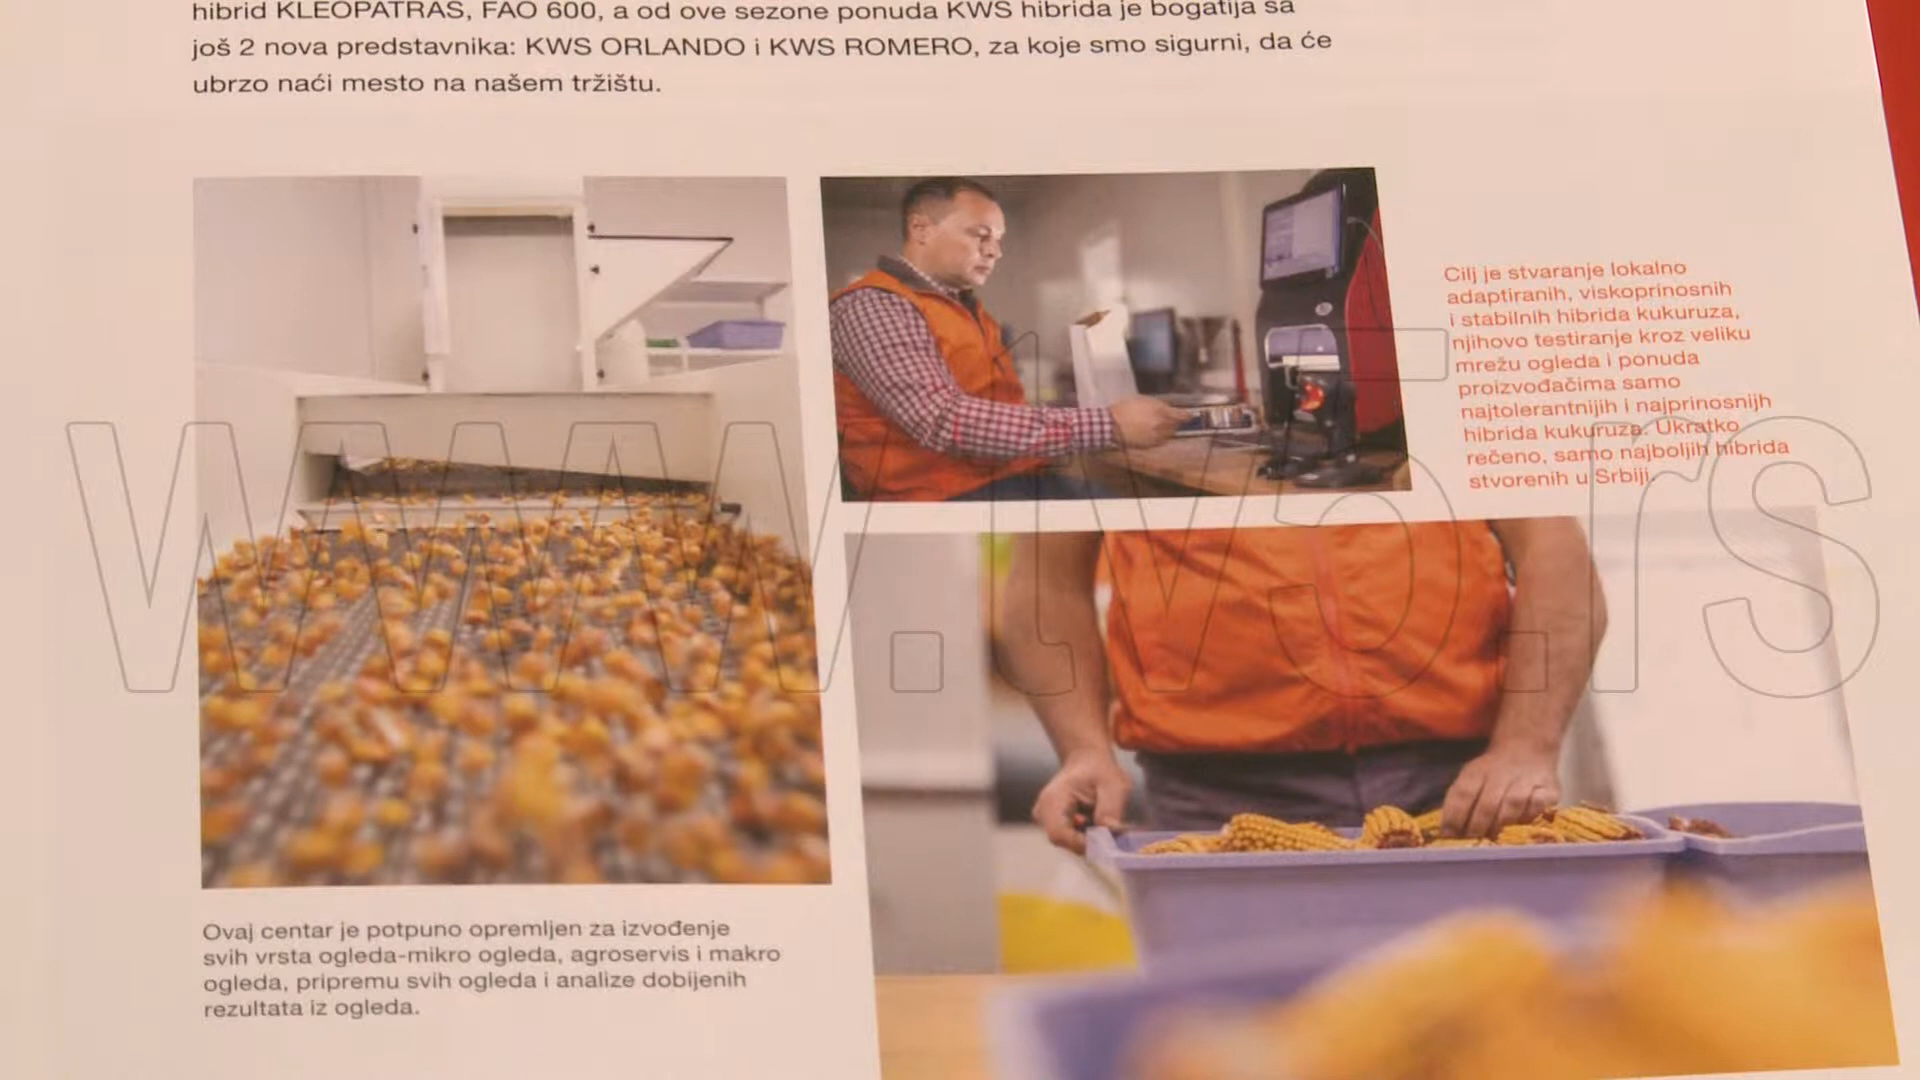 hibrid KLEOPATRAS, FAO 600, a od ove sezone ponuda KWS hibrida je bogatija sa
još 2 nova predstavnika: KWS ORLANDO i KWS ROMERO, za koje smo sigurni, da će
ubrzo naći mesto na našem tržištu.
Cilj je stvaranje lokalno
adaptiranih, viskoprinosnih
i stabilnih hibrida kukuruza,
njihovo testiranje kroz veliku
mrežu ogleda i ponuda
proizvođačima samo
najtolerantnijih i najprinosnijh
hibrida kukuruza. Ukratko
rečeno, samo najboljih hibrida
stvorenih u Srbiji.
www.tv5.rs
Ovaj centar je potpuno opremljen za izvođenje
svih vrsta ogleda-mikro ogleda, agroservis i makro
ogleda, pripremu svih ogleda i analize dobijenih
rezultata iz ogleda.